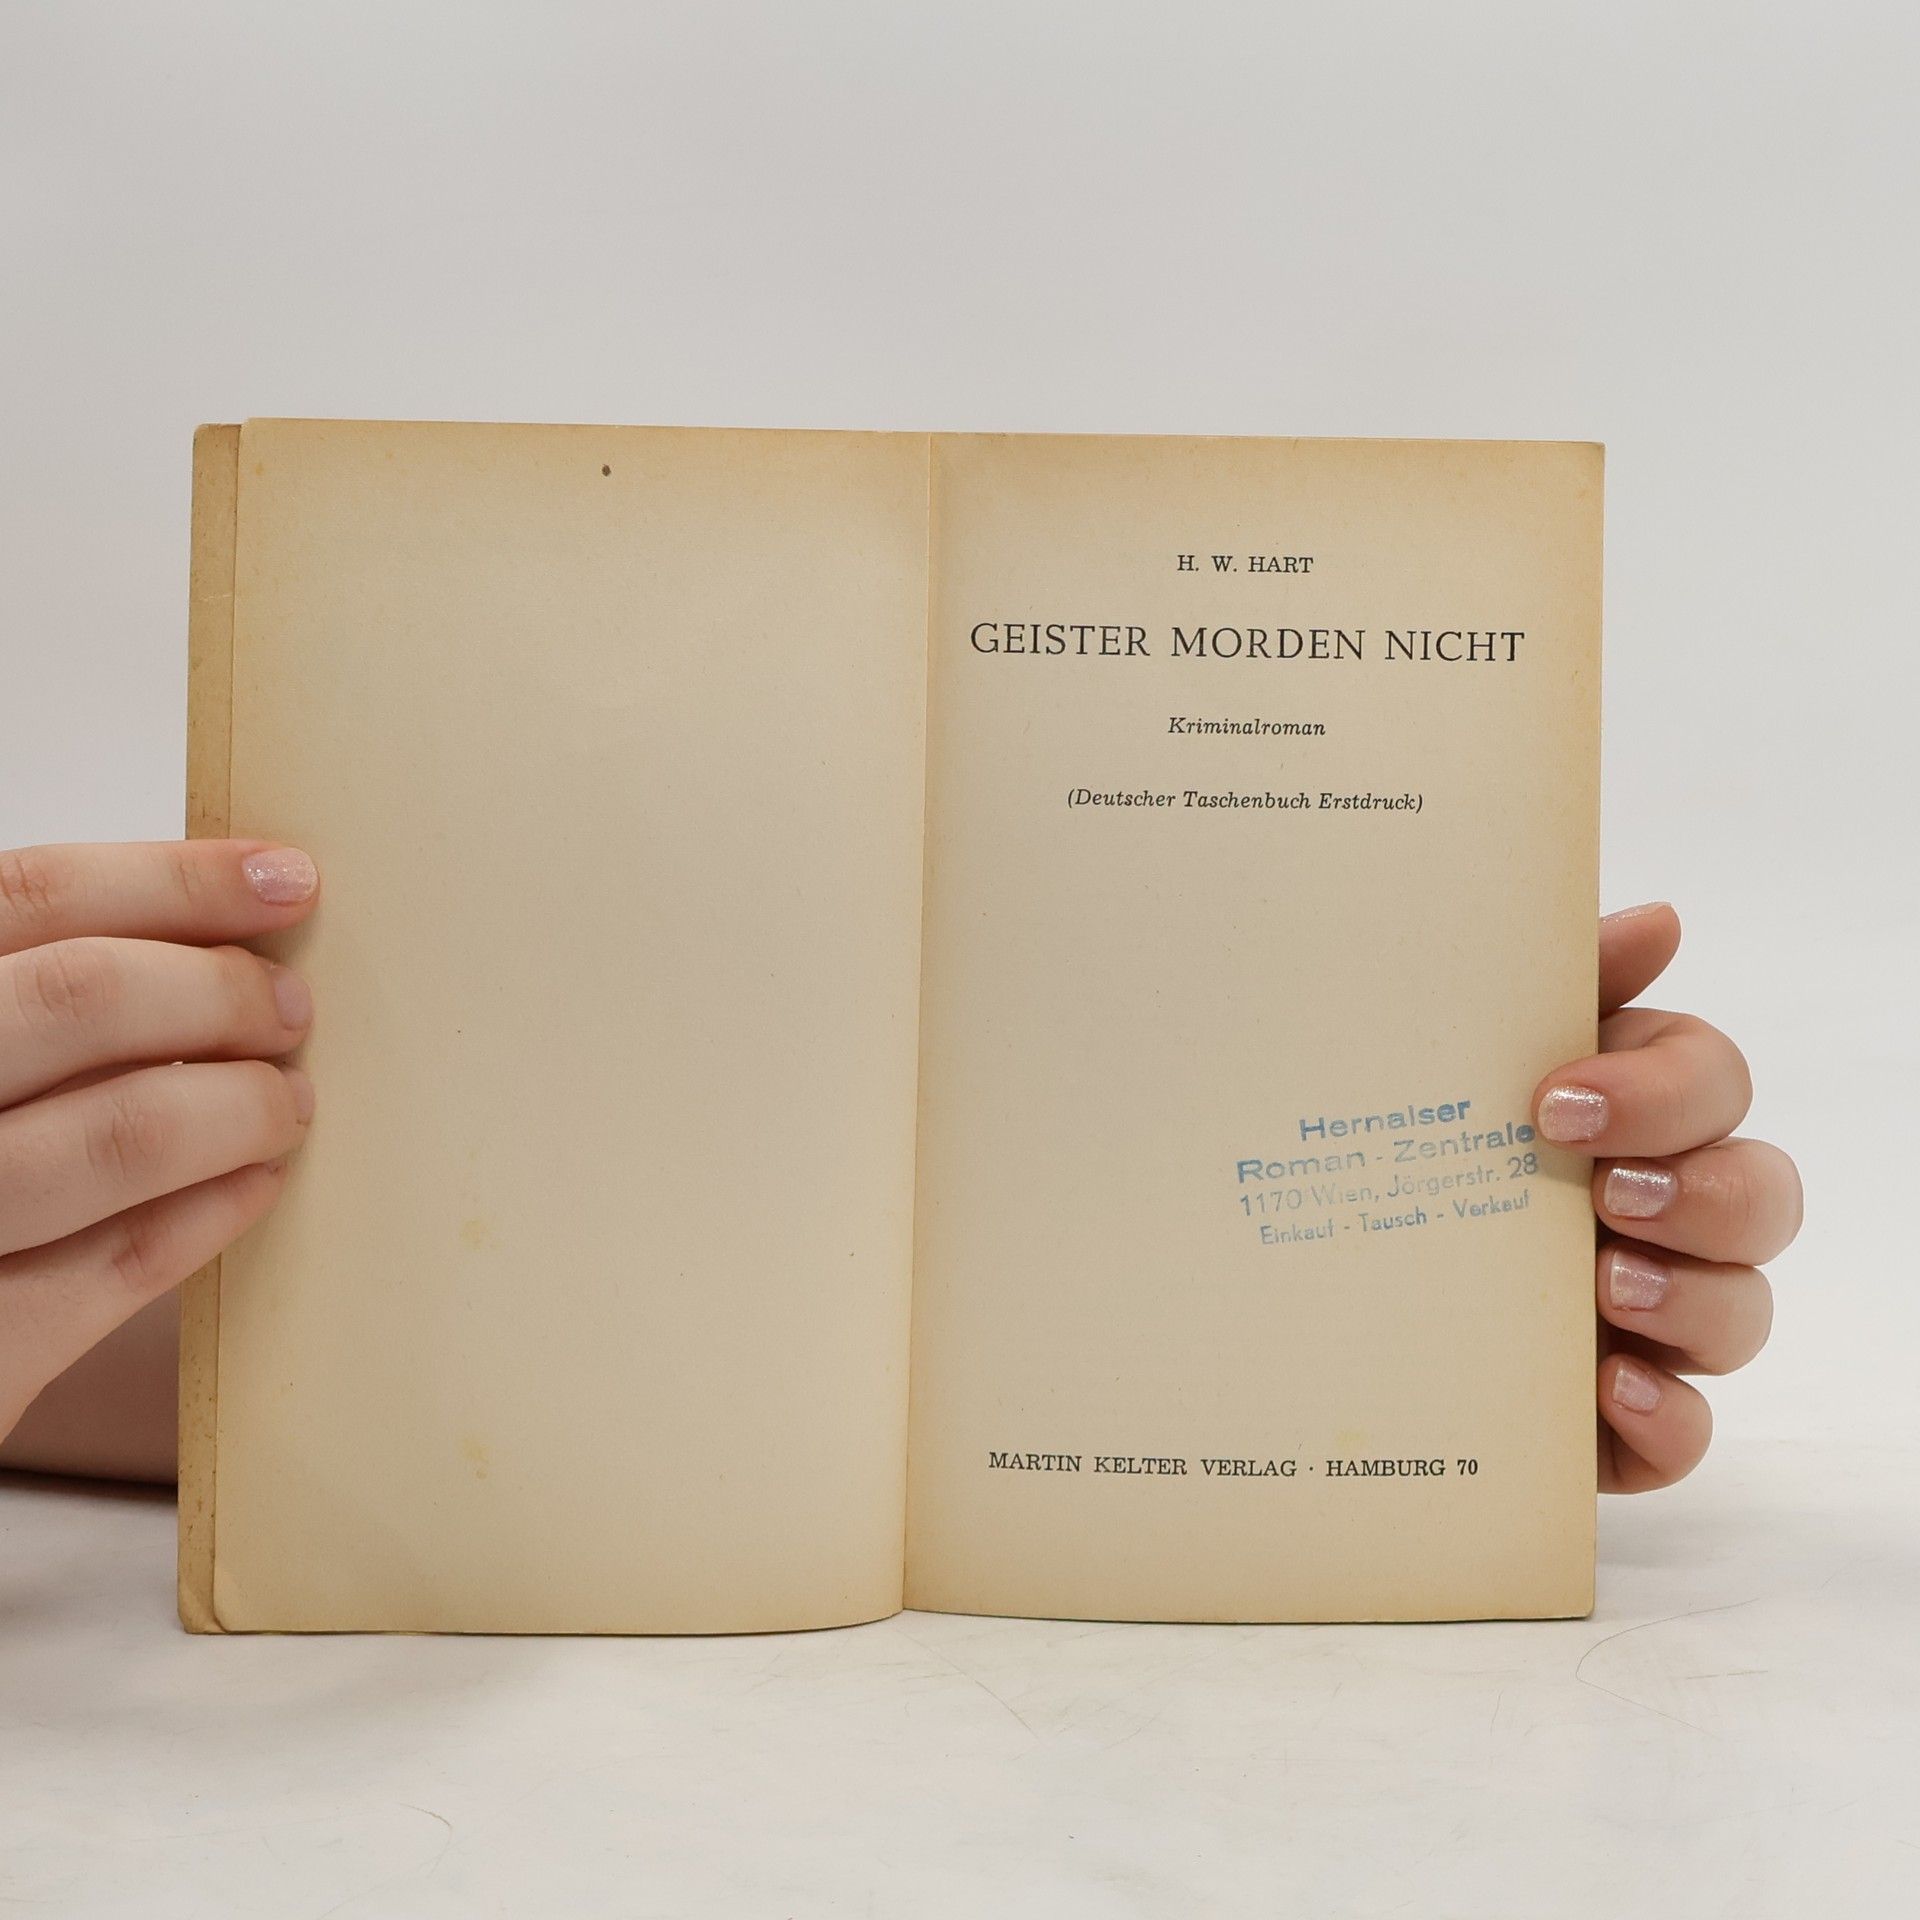 H. W. HART
GEISTER MORDEN NICHT
Kriminalroman
(Deutscher Taschenbuch Erstdruck)
Hernalser
Roman - Zentrale
1170 Wien, Jörgerstr. 28
Einkauf - Tausch - Verkauf
MARTIN KELTER VERLAG · HAMBURG 70